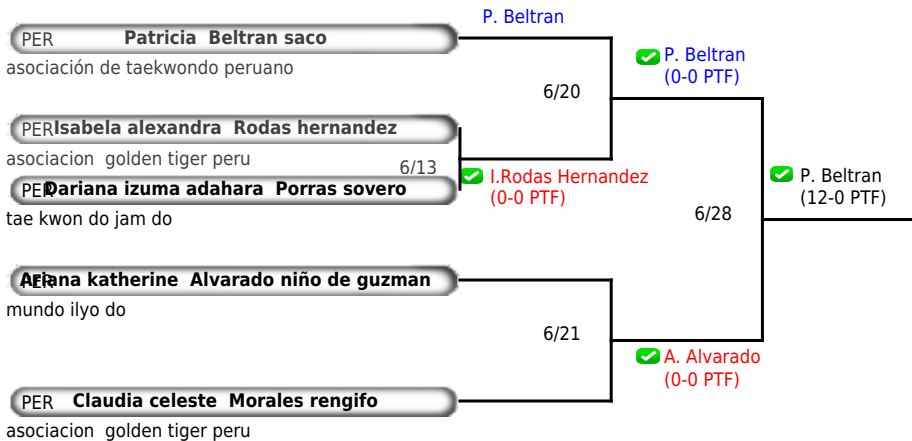 P. Beltran
PER Patricia Beltran saco
asociación de taekwondo peruano
P. Beltran
(0-0 PTF)
6/20
PER Isabela alexandra Rodas hernandez
asociacion golden tiger peru
6/13
I.Rodas Hernandez
(0-0 PTF)
P. Beltran
(12-0 PTF)
PER Dariana izuma adahara Porras sovero
tae kwon do jam do
6/28
PER Ariana katherine Alvarado niño de guzman
mundo ilyo do
6/21
A. Alvarado
(0-0 PTF)
PER Claudia celeste Morales rengifo
asociacion golden tiger peru